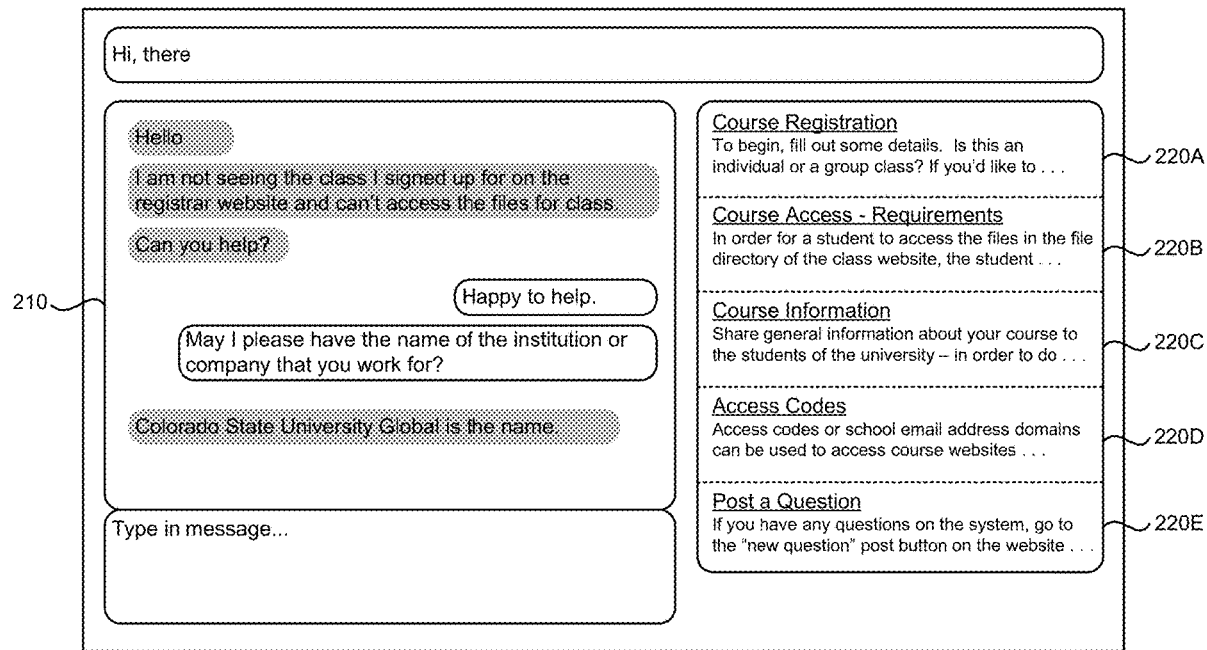 Hi, there
Hello
I am not seeing the class I signed up for on the
registrar website and can't access the files for class.
Can you help?
Happy to help.
May I please have the name of the institution or
company that you work for?
Colorado State University Global is the name.
210
Type in message...
Course Registration
To begin, fill out some details. Is this an
individual or a group class? If you'd like to . . .
220A
Course Access - Requirements
In order for a student to access the files in the file
directory of the class website, the student . . .
220B
Course Information
Share general information about your course to
the students of the university – in order to do . . .
220C
Access Codes
Access codes or school email address domains
can be used to access course websites . . .
220D
Post a Question
If you have any questions on the system, go to
the “new question” post button on the website . . .
220E